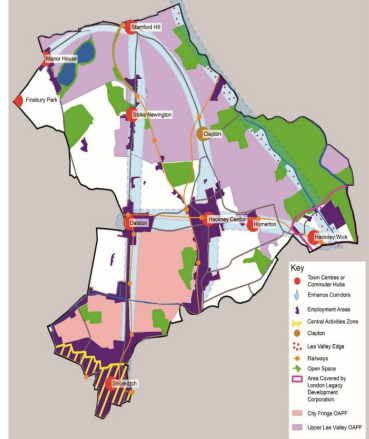 Stamford Hill
Manor House
Finsbury Park
Stoke Newington
Clapton
Dalston
Hackney Central
Homerton
Hackney Wick
Shoreditch
Key
Town Centres or
Commuter Hubs
Enhance Corridors
Employment Areas
Central Activities Zone
Clapton
Lea Valley Edge
Railways
Open Space
Area Covered by
London Legacy
Development
Corporation
City Fringe OAPF
Upper Lee Valley OAPF